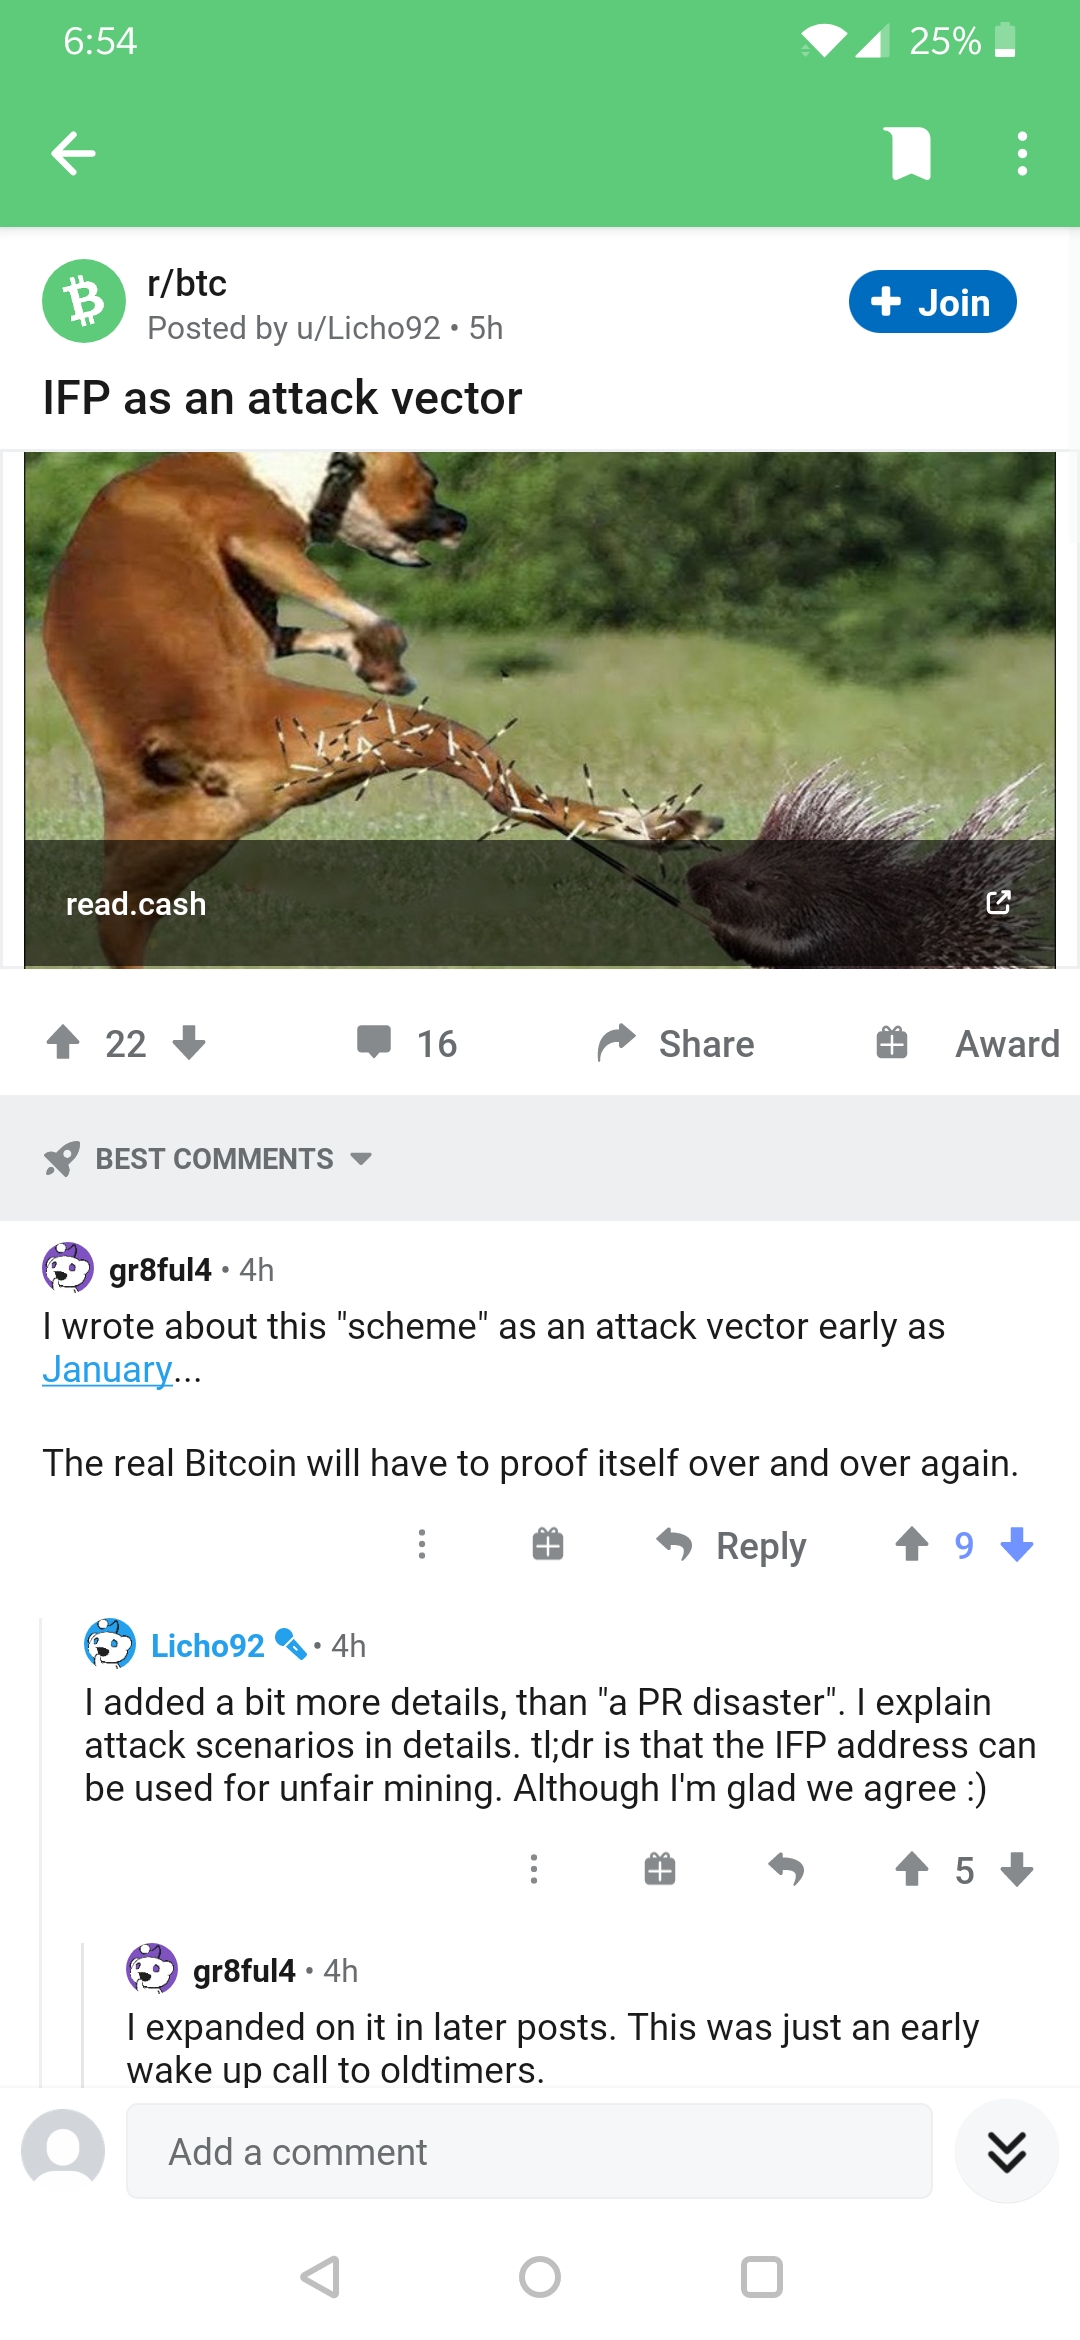 6:54
25%
r/btc
Join
Posted by u/Licho92 • 5h
IFP as an attack vector
read.cash
22
16
Share
Award
BEST COMMENTS
gr8ful4 • 4h
I wrote about this "scheme" as an attack vector early as
January...
The real Bitcoin will have to proof itself over and over again.
Reply
9
Licho92 • 4h
I added a bit more details, than "a PR disaster". I explain
attack scenarios in details. tl;dr is that the IFP address can
be used for unfair mining. Although I'm glad we agree :)
5
gr8ful4 • 4h
I expanded on it in later posts. This was just an early
wake up call to oldtimers.
Add a comment